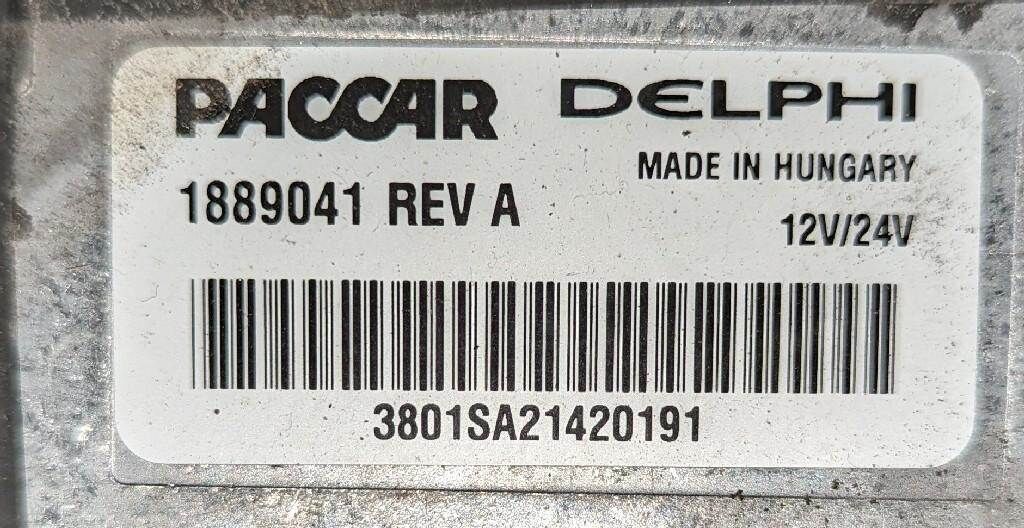 PACCAR DELPHI
MADE IN HUNGARY
1889041 REV A
12V/24V
3801SA21420191